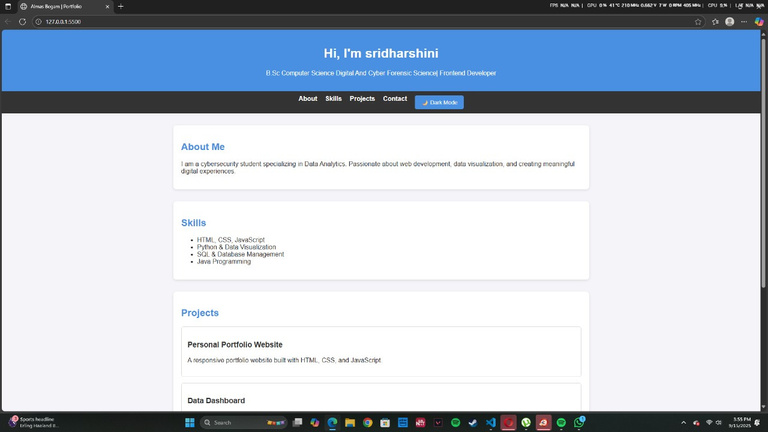 Almas Begam | Portfolio
FPS N/A N/A | GPU 0 % 41 °C 210 MHz 0.682 V 7 W 0 RPM 405 MHz | CPU 5 % | LAT N/A N/A
127.0.0.1:5500
Hi, I'm sridharshini
B.Sc Computer Science Digital And Cyber Forensic Science| Frontend Developer
About Skills Projects Contact 🌙 Dark Mode
About Me
I am a cybersecurity student specializing in Data Analytics. Passionate about web development, data visualization, and creating meaningful
digital experiences.
Skills
• HTML, CSS, JavaScript
• Python & Data Visualization
• SQL & Database Management
• Java Programming
Projects
Personal Portfolio Website
A responsive portfolio website built with HTML, CSS, and JavaScript
Data Dashboard
Sports headline
Erling Haaland B...
Search
3:55 PM
9/15/2025